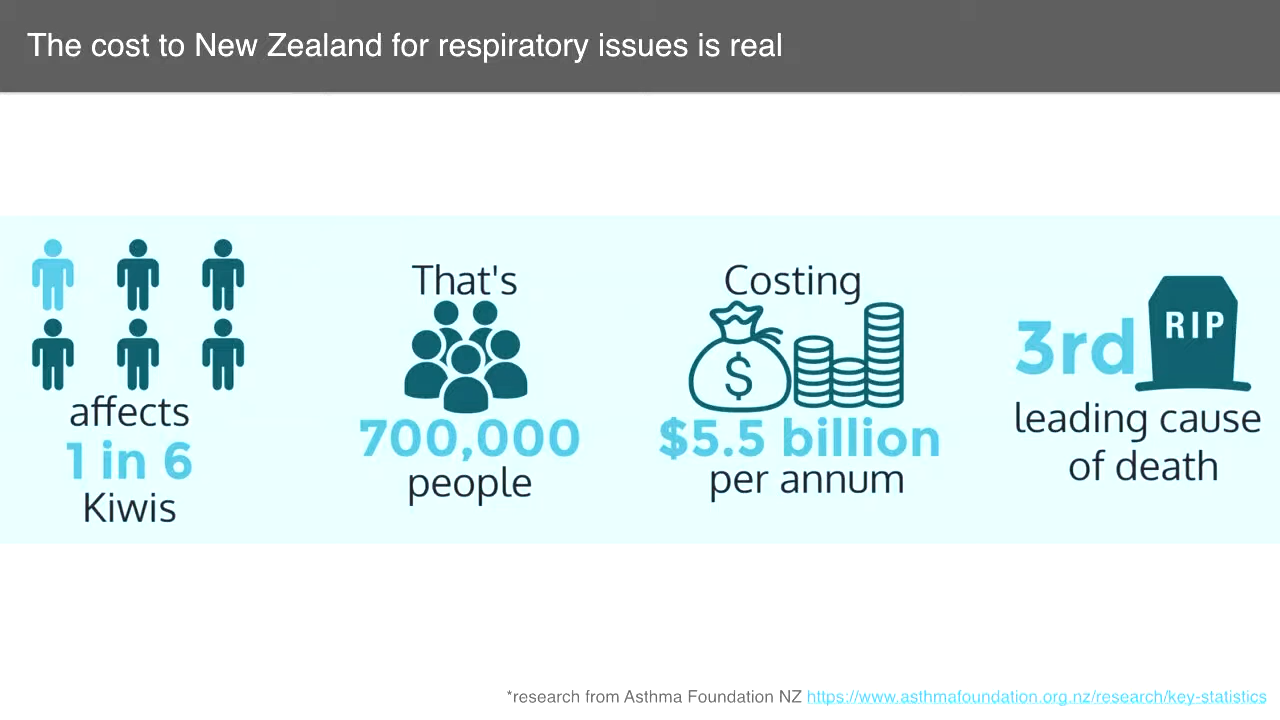 The cost to New Zealand for respiratory issues is real
affects
1 in 6
Kiwis
That's
700,000
people
Costing
$
$5.5 billion
per annum
3rd
RIP
leading cause
of death
*research from Asthma Foundation NZ https://www.asthmafoundation.org.nz/research/key-statistics